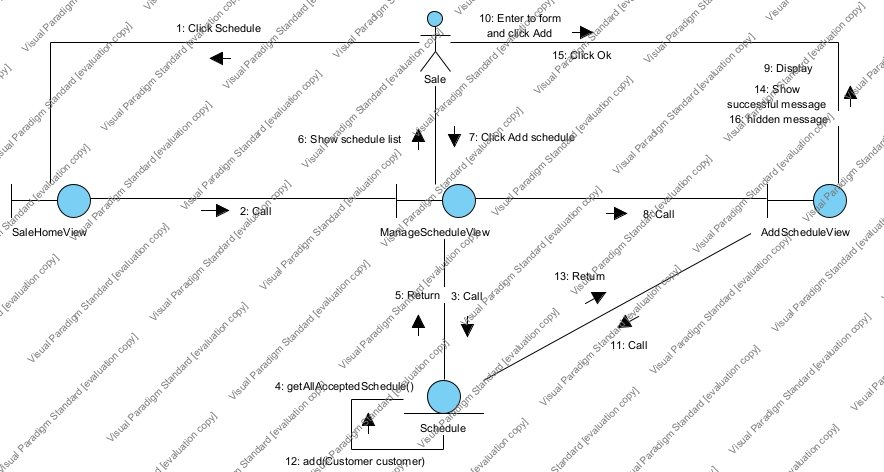 1: Click Schedule
10: Enter to form
and click Add
15: Click Ok
Sale
9: Display
14: Show
successful message
16: hidden message
6: Show schedule list
7: Click Add schedule
2: Call
8: Call
SaleHomeView
ManageScheduleView
AddScheduleView
13: Return
5: Return
3: Call
11: Call
4: getAllAcceptedSchedule()
Schedule
12: add(Customer customer)
Visual Paradigm Standard [evaluation copy]